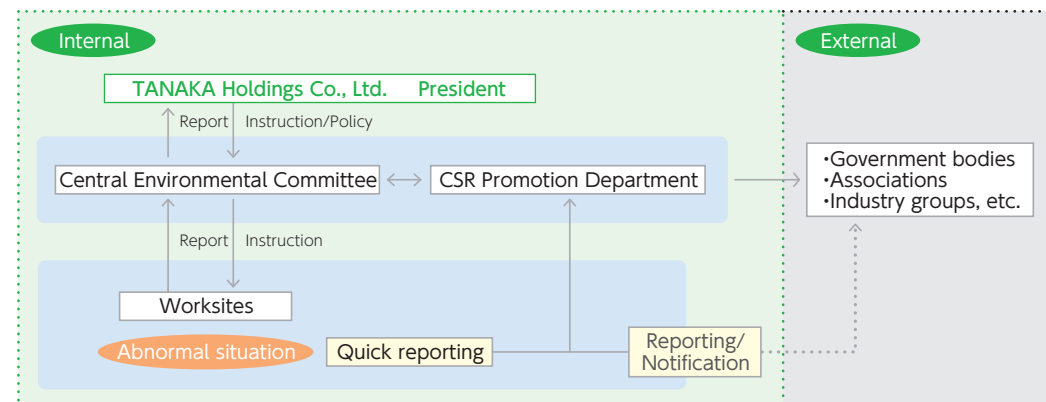 Internal
External
TANAKA Holdings Co., Ltd. President
Report
Instruction/Policy
Central Environmental Committee
CSR Promotion Department
・Government bodies
・Associations
・Industry groups, etc.
Report
Instruction
Worksites
Abnormal situation
Quick reporting
Reporting/
Notification